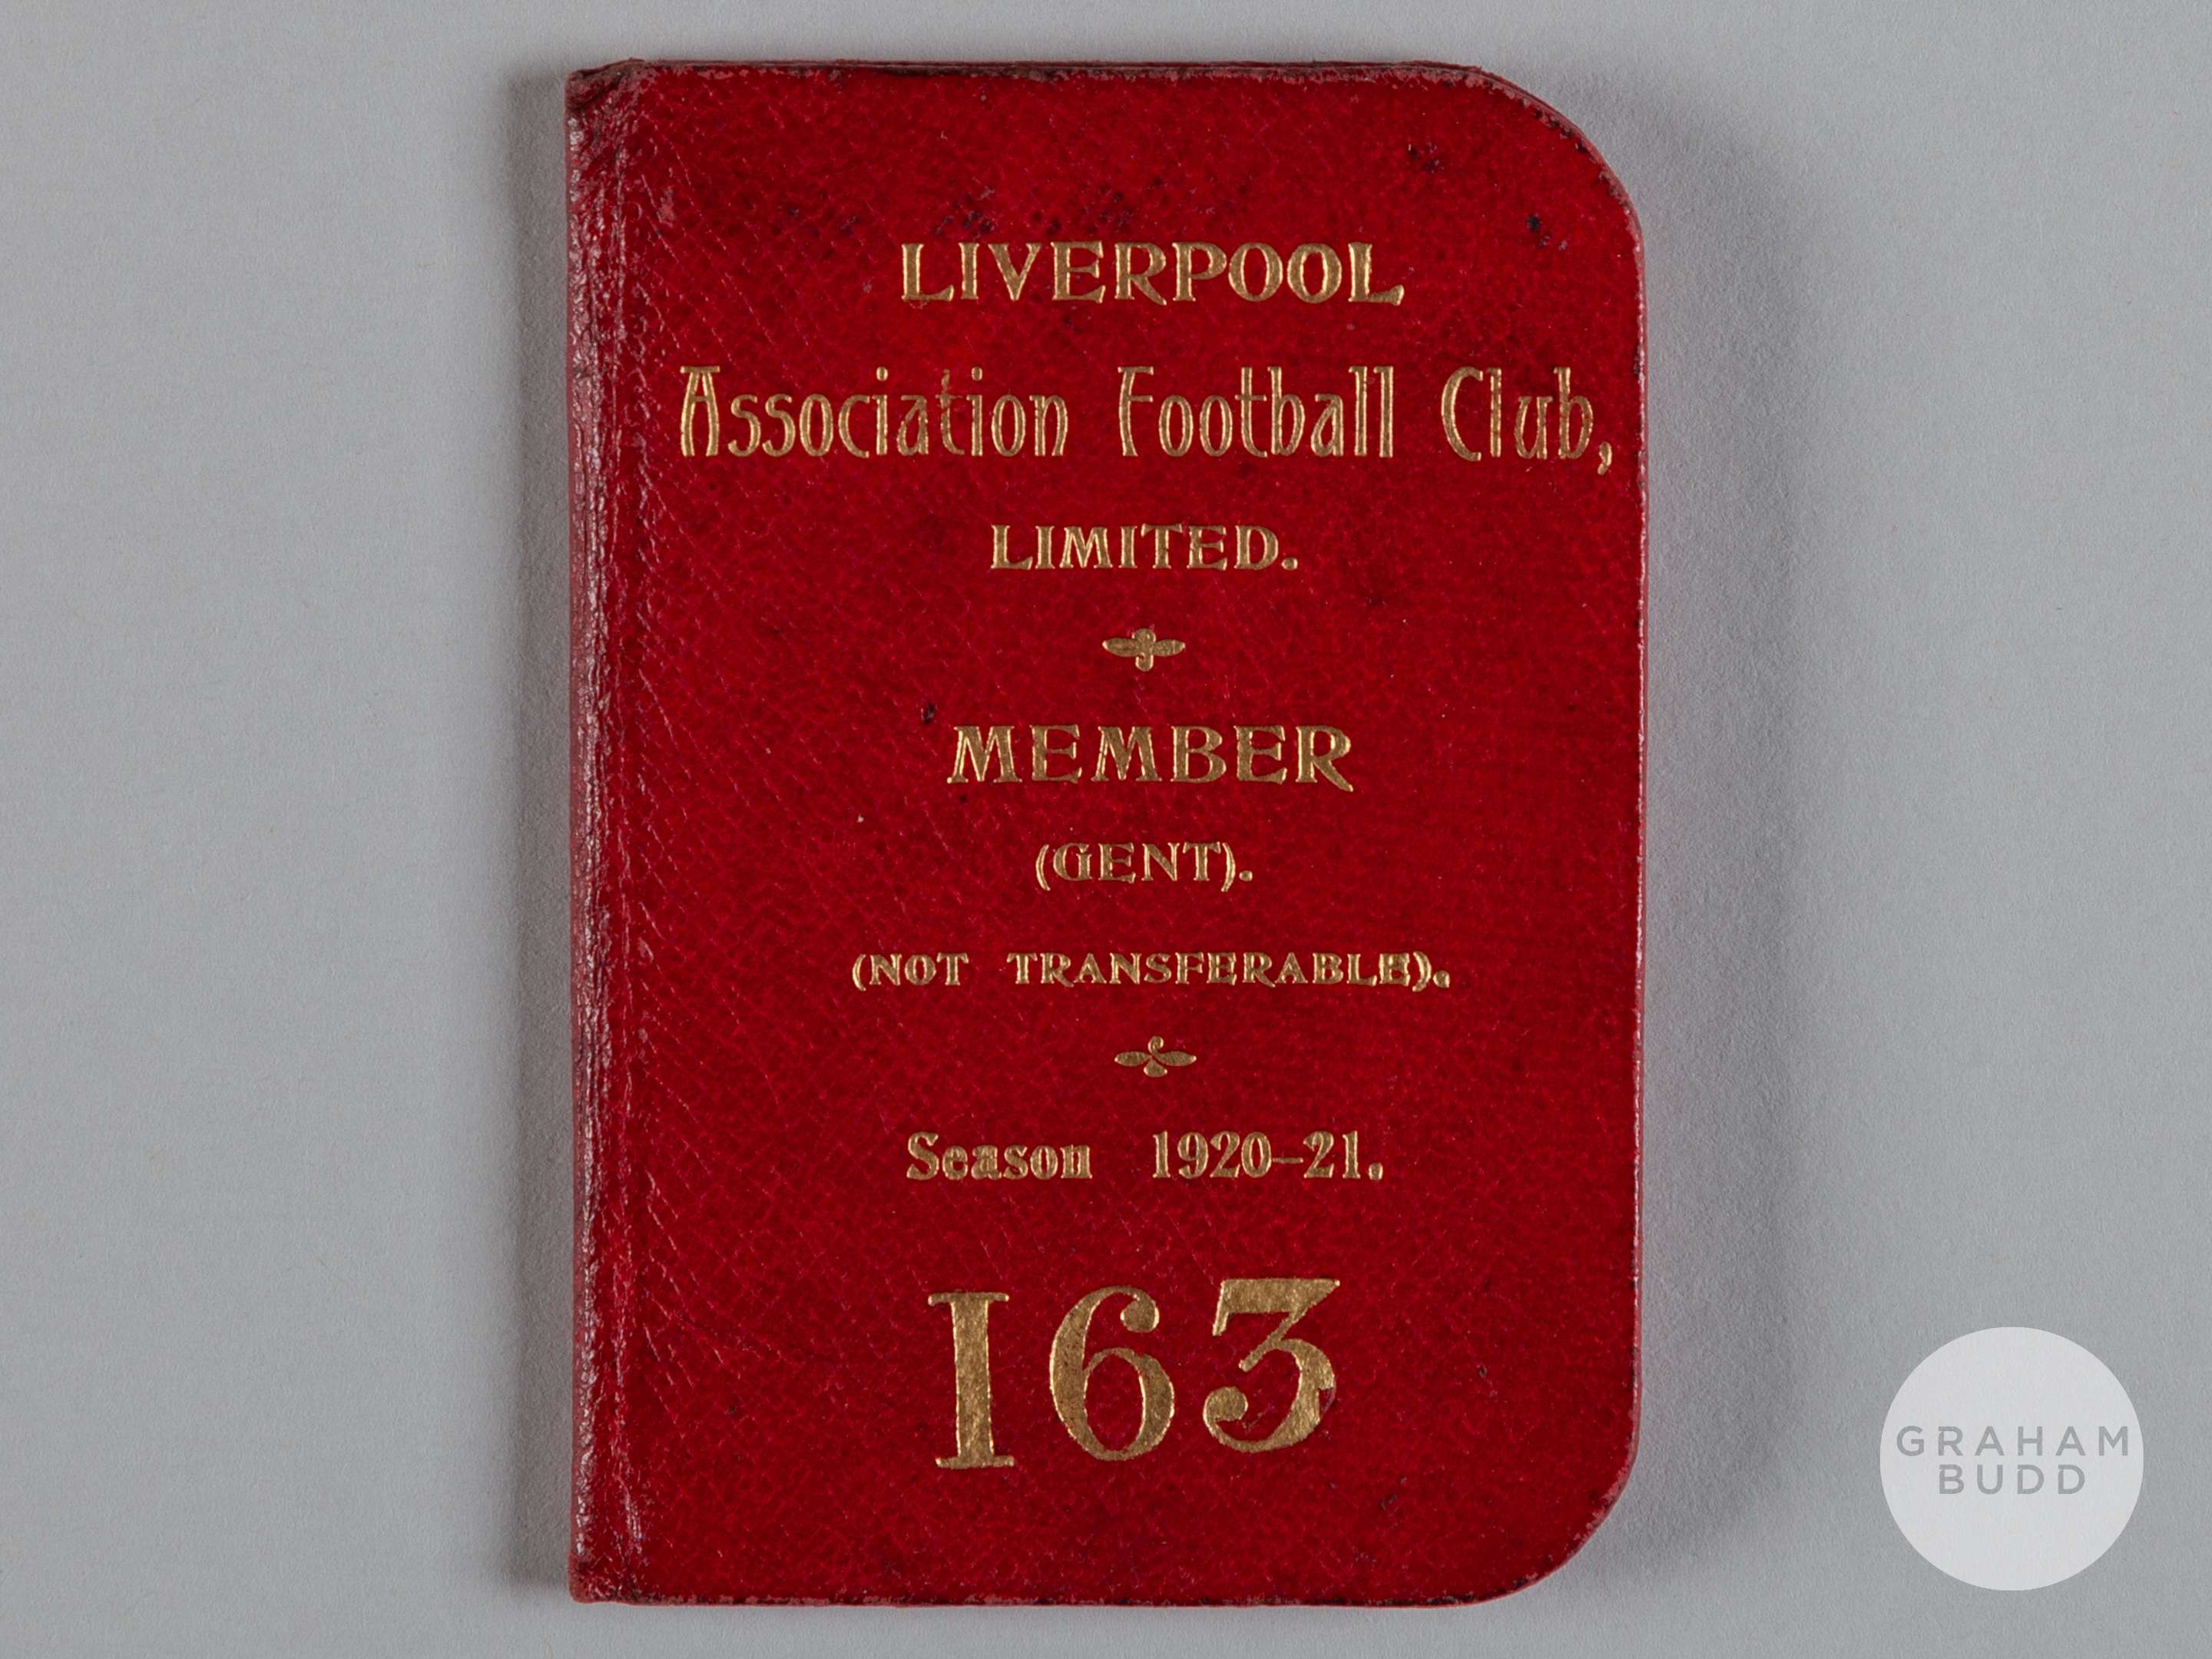 LIVERPOOL
Association Football Club,
LIMITED.
MEMBER
(GENT).
(NOT TRANSFERABLE).
Season 1920-21.
163
GRAHAM
BUDD